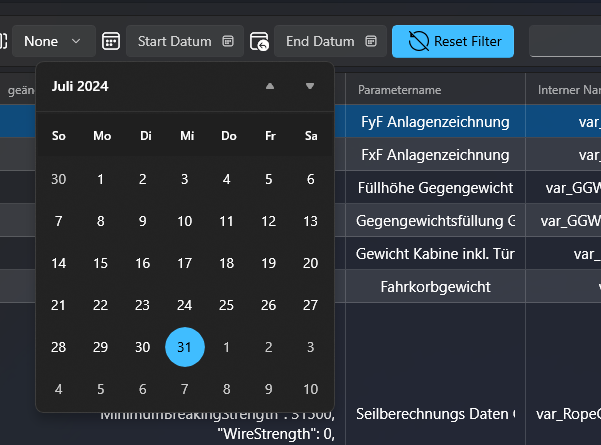 None
Start Datum
End Datum
Reset Filter
geän
Parametername
Interner Na
Juli 2024
So Mo Di Mi Do Fr Sa
30 1 2 3 4 5 6
7 8 9 10 11 12 13
14 15 16 17 18 19 20
21 22 23 24 25 26 27
28 29 30 31 1 2 3
4 5 6 7 8 9 10
FyF Anlagenzeichnung var_
FxF Anlagenzeichnung var_
Füllhöhe Gegengewicht var_GGW
Gegengewichtsfüllung G var_GGW
Gewicht Kabine inkl. Tür var_
Fahrkorbgewicht v
"MinimumBreakingStrength": 31500,
Seilberechnungs Daten var_RopeC
"WireStrength": 0,